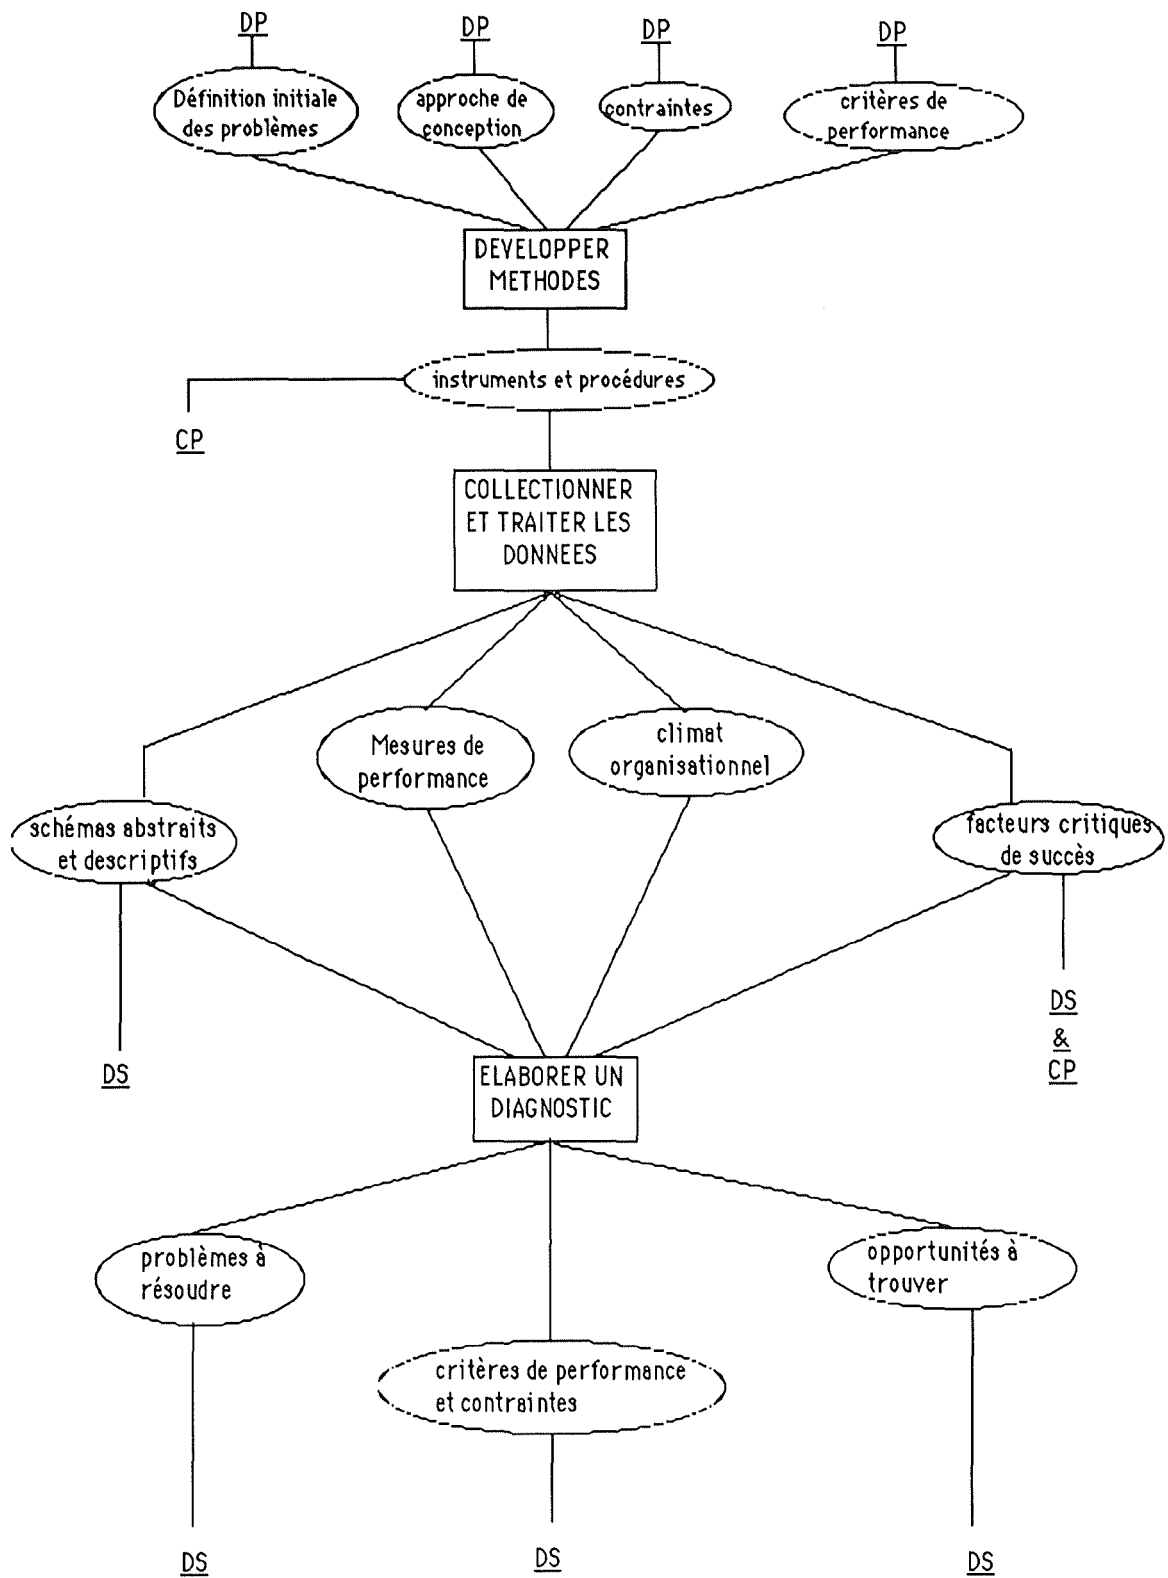 DP
DP
DP
DP
Définition initiale
des problèmes
approche de
conception
contraintes
critères de
performance
DEVELOPPER
METHODES
instruments et procédures
CP
COLLECTIONNER
ET TRAITER LES
DONNEES
Mesures de
performance
climat
organisationnel
schémas abstraits
et descriptifs
facteurs critiques
de succès
DS
DS
&
CP
ELABORER UN
DIAGNOSTIC
problèmes à
résoudre
opportunités à
trouver
critères de performance
et contraintes
DS
DS
DS